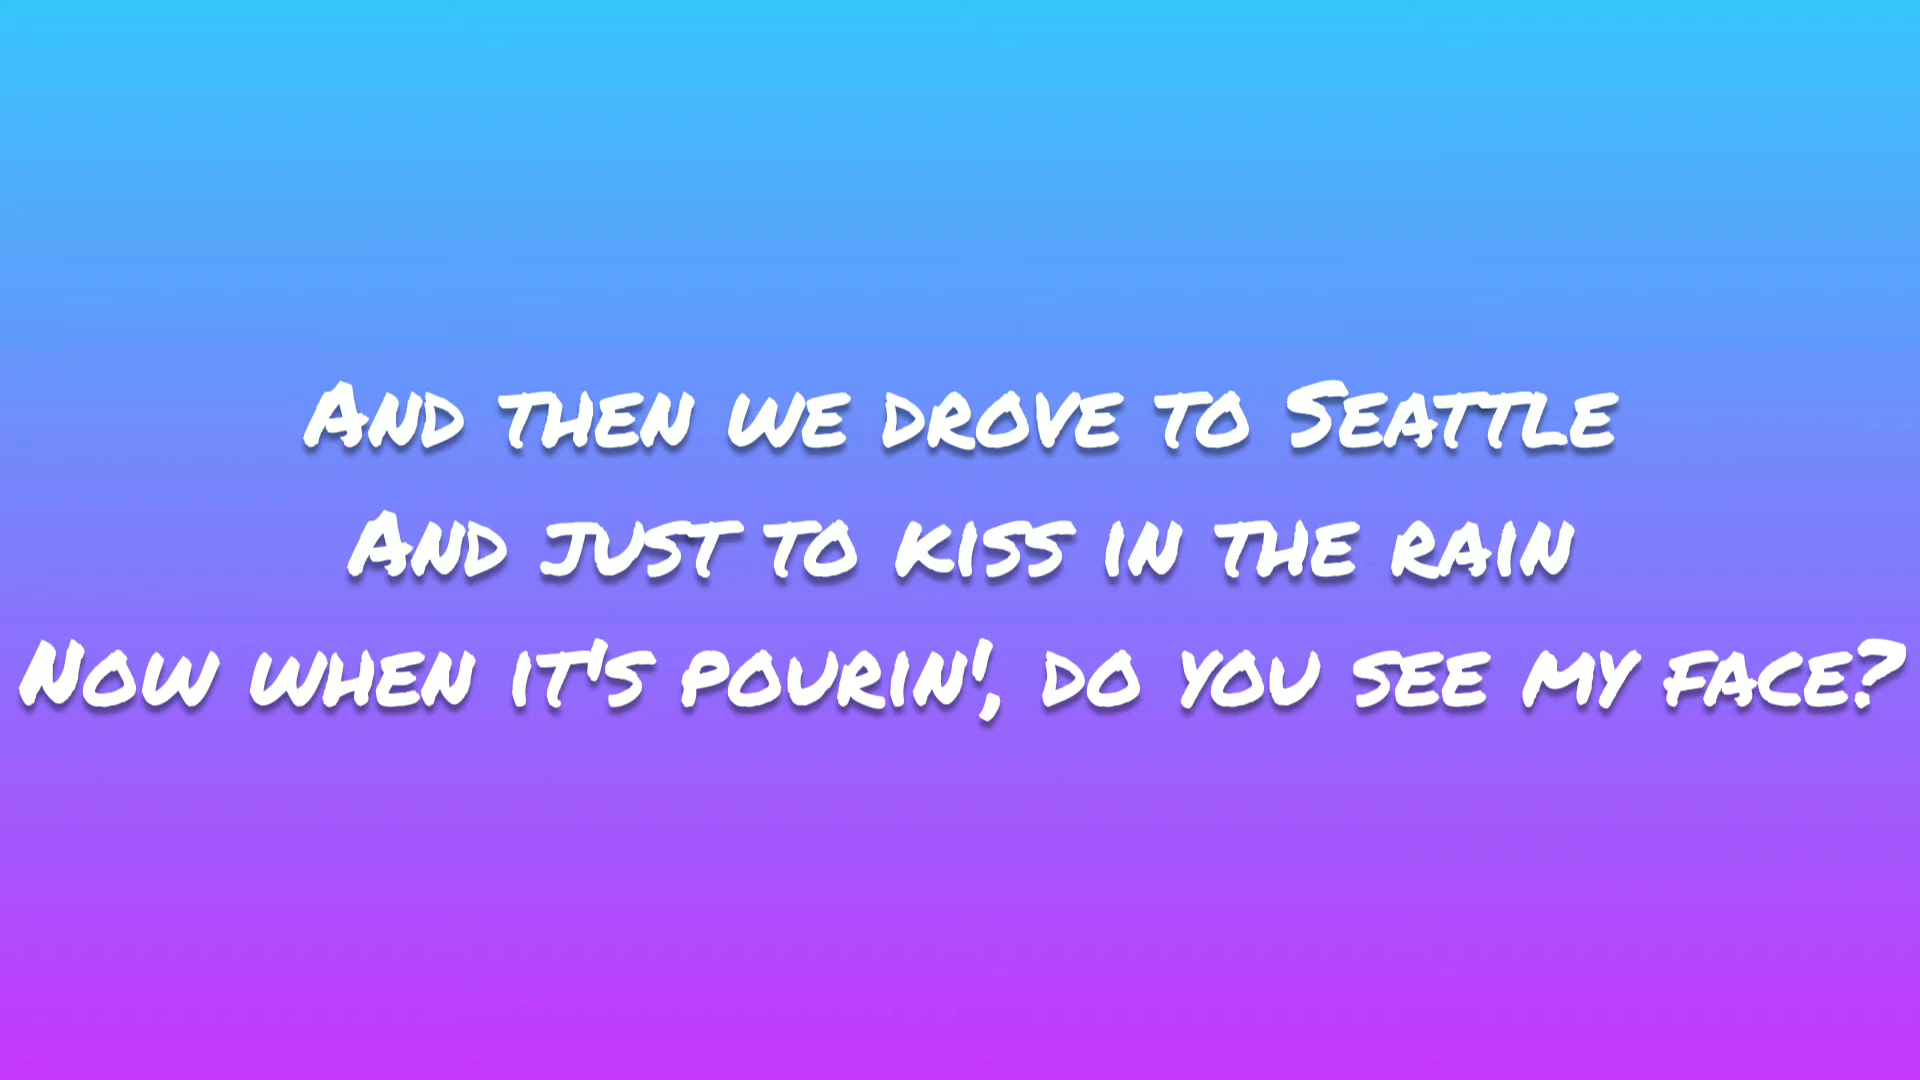 And then we drove to Seattle
And just to kiss in the rain
Now when it's pourin', do you see my face?